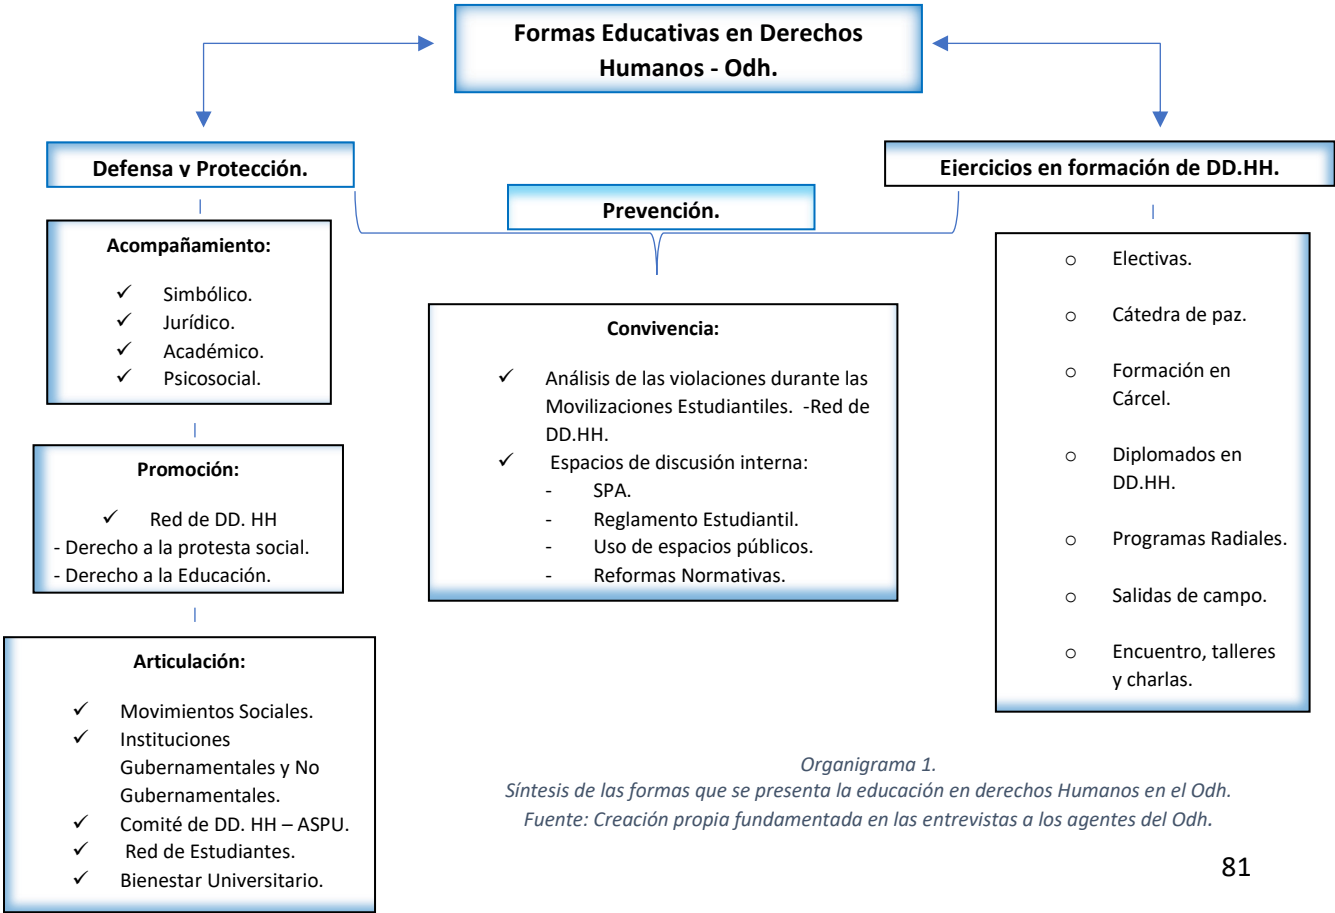 Formas Educativas en Derechos
Humanos - Odh.
Defensa y Protección.
Acompañamiento:
✓ Simbólico.
✓ Jurídico.
✓ Académico.
✓ Psicosocial.
Promoción:
✓ Red de DD. HH
- Derecho a la protesta social.
- Derecho a la Educación.
Articulación:
✓ Movimientos Sociales.
✓ Instituciones
Gubernamentales y No
Gubernamentales.
✓ Comité de DD. HH – ASPU.
✓ Red de Estudiantes.
✓ Bienestar Universitario.
Prevención.
Convivencia:
✓ Análisis de las violaciones durante las
Movilizaciones Estudiantiles. -Red de
DD.HH.
✓ Espacios de discusión interna:
- SPA.
- Reglamento Estudiantil.
- Uso de espacios públicos.
- Reformas Normativas.
Ejercicios en formación de DD.HH.
o Electivas.
o Cátedra de paz.
o Formación en
Cárcel.
o Diplomados en
DD.HH.
o Programas Radiales.
o Salidas de campo.
o Encuentro, talleres
y charlas.
Organigrama 1.
Síntesis de las formas que se presenta la educación en derechos Humanos en el Odh.
Fuente: Creación propia fundamentada en las entrevistas a los agentes del Odh.
81